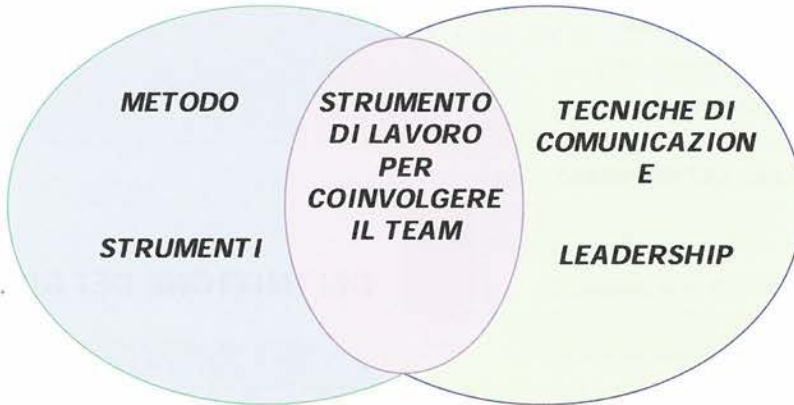 METODO
STRUMENTI
STRUMENTO
DI LAVORO
PER
COINVOLGERE
IL TEAM
TECNICHE DI
COMUNICAZION
E
LEADERSHIP